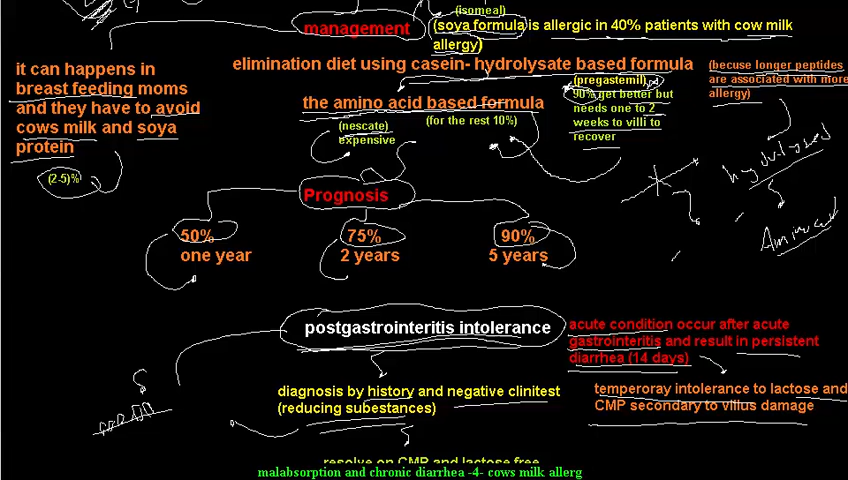 (isomeal)
management
(soya formula is allergic in 40% patients with cow milk
allergy)
elimination diet using casein- hydrolysate based formula
(becuse longer peptides
are associated with more
allergy)
it can happens in
breast feeding moms
and they have to avoid
cows milk and soya
protein
(2-5)%
(pregastemil)
90% get better but
needs one to 2
weeks to villi to
recover
the amino acid based formula
(nescate)
expensive
(for the rest 10%)
hydrolysed
Amino acid
Prognosis
50%
one year
75%
2 years
90%
5 years
postgastrointeritis intolerance
acute condition occur after acute
gastrointeritis and result in persistent
diarrhea (14 days)
diagnosis by history and negative clinitest
(reducing subestances)
temperoray intolerance to lactose and
CMP secondary to villus damage
resolve on CMP and lactose free
malabsorption and chronic diarrhea -4- cows milk allerg